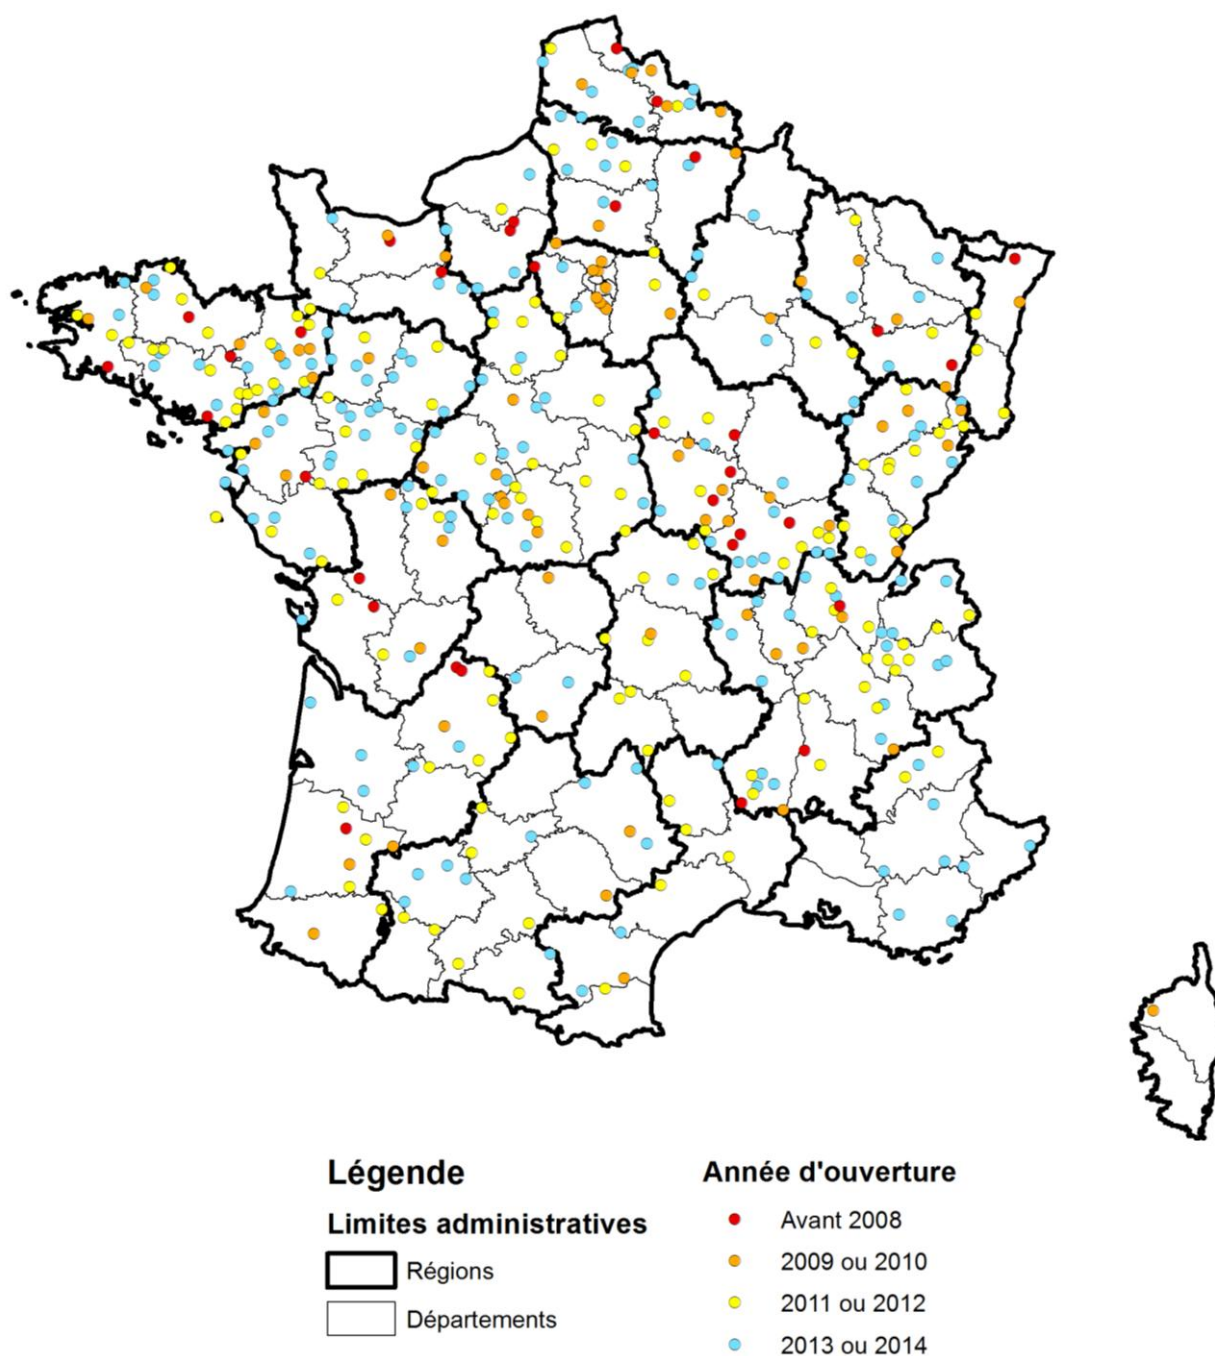 Légende
Limites administratives
Régions
Départements
Année d'ouverture
Avant 2008
2009 ou 2010
2011 ou 2012
2013 ou 2014